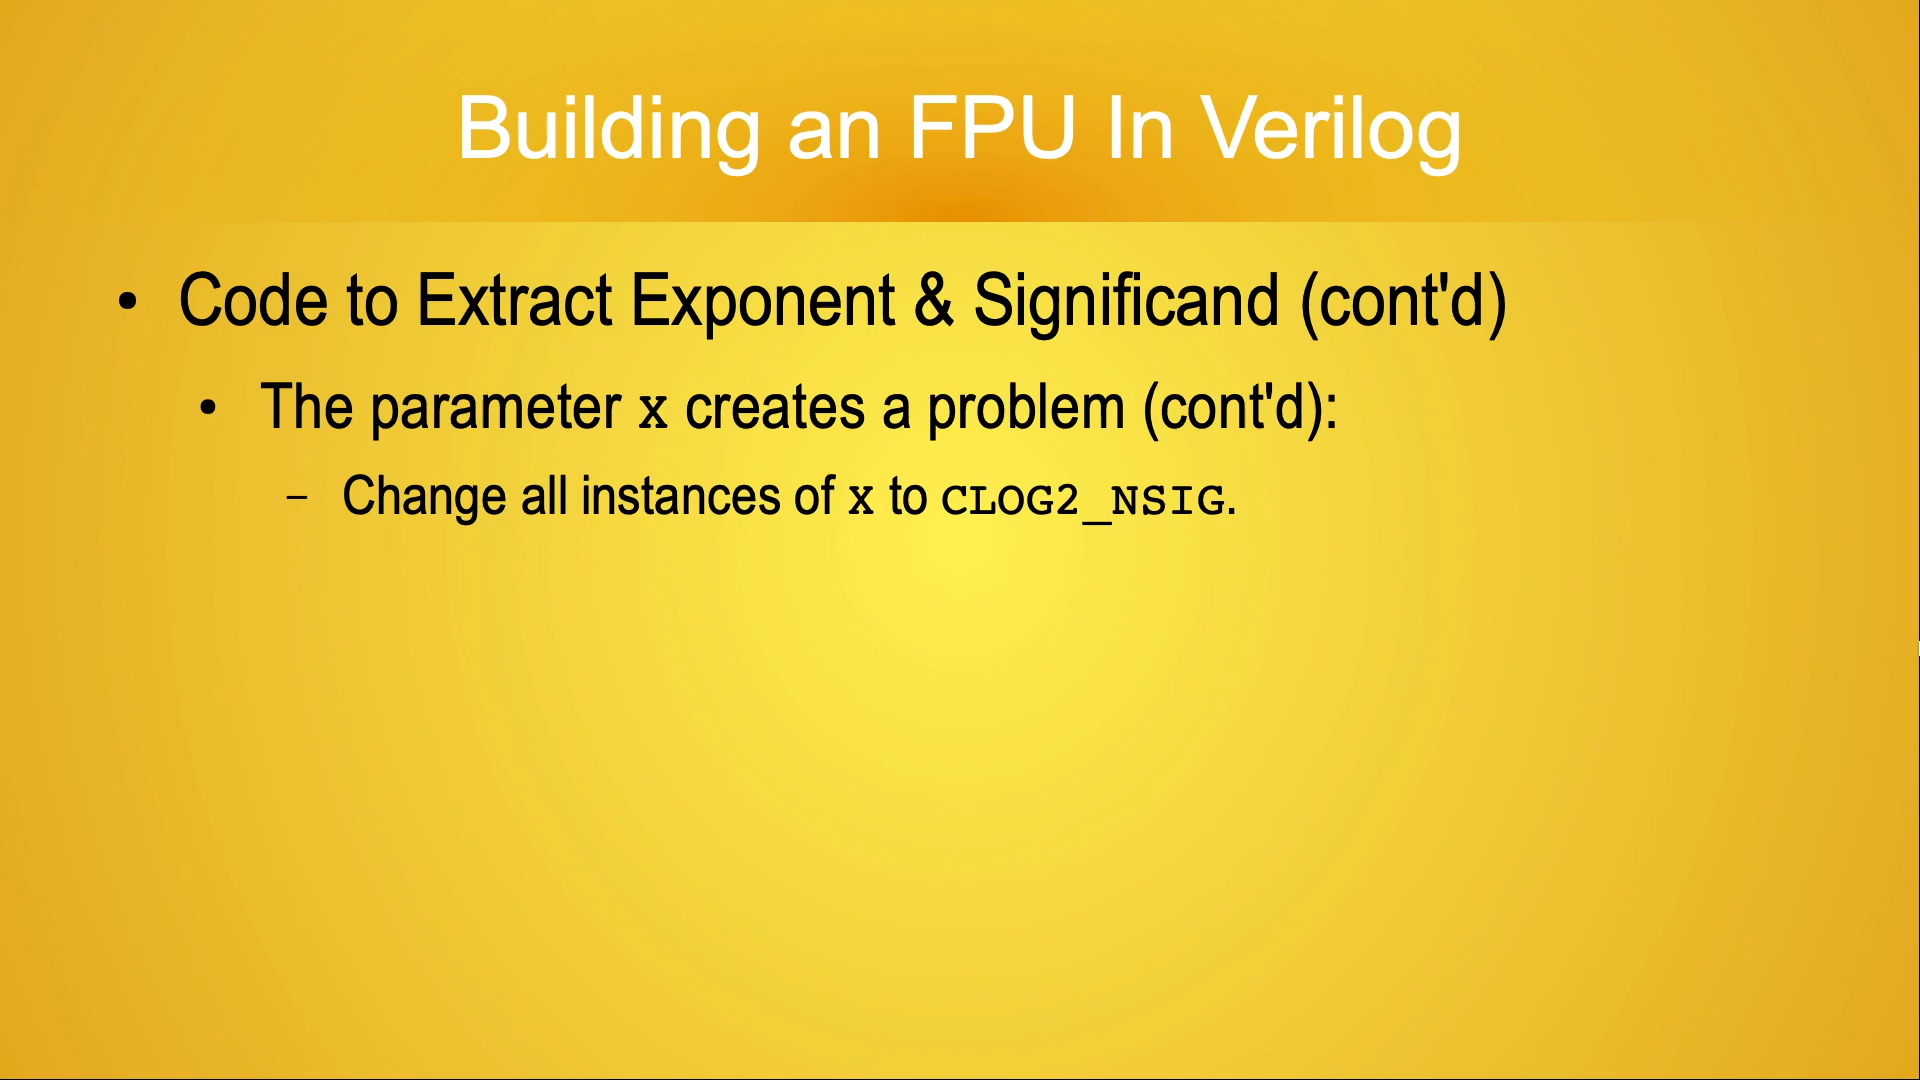 Building an FPU In Verilog
• Code to Extract Exponent & Significand (cont'd)
• The parameter x creates a problem (cont'd):
– Change all instances of x to CLOG2_NSIG.